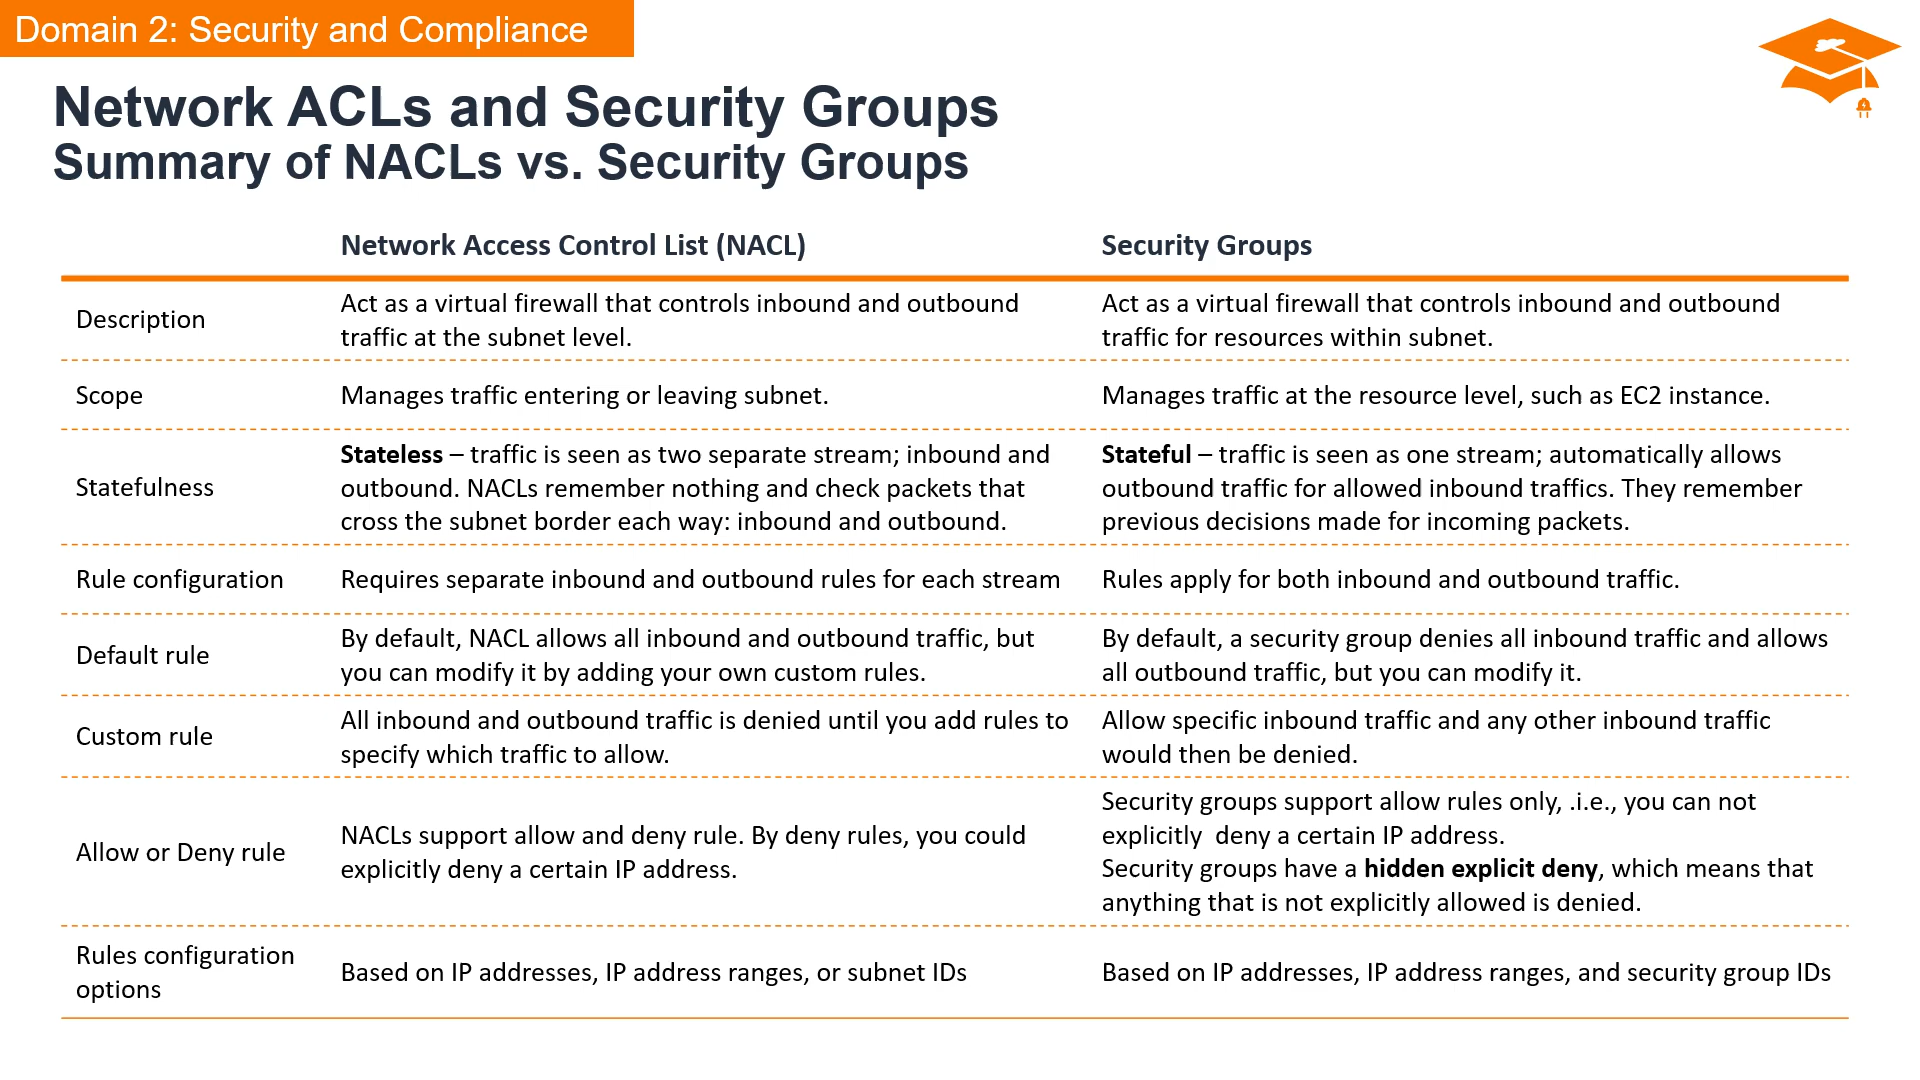 Domain 2: Security and Compliance
Network ACLs and Security Groups
Summary of NACLs vs. Security Groups
Network Access Control List (NACL)
Security Groups
Description
Act as a virtual firewall that controls inbound and outbound
traffic at the subnet level.
Act as a virtual firewall that controls inbound and outbound
traffic for resources within subnet.
Scope
Manages traffic entering or leaving subnet.
Manages traffic at the resource level, such as EC2 instance.
Statefulness
Stateless – traffic is seen as two separate stream; inbound and
outbound. NACLs remember nothing and check packets that
cross the subnet border each way: inbound and outbound.
Stateful – traffic is seen as one stream; automatically allows
outbound traffic for allowed inbound traffics. They remember
previous decisions made for incoming packets.
Rule configuration
Requires separate inbound and outbound rules for each stream
Rules apply for both inbound and outbound traffic.
Default rule
By default, NACL allows all inbound and outbound traffic, but
you can modify it by adding your own custom rules.
By default, a security group denies all inbound traffic and allows
all outbound traffic, but you can modify it.
Custom rule
All inbound and outbound traffic is denied until you add rules to
specify which traffic to allow.
Allow specific inbound traffic and any other inbound traffic
would then be denied.
Allow or Deny rule
NACLs support allow and deny rule. By deny rules, you could
explicitly deny a certain IP address.
Security groups support allow rules only, .i.e., you can not
explicitly  deny a certain IP address.
Security groups have a hidden explicit deny, which means that
anything that is not explicitly allowed is denied.
Rules configuration
options
Based on IP addresses, IP address ranges, or subnet IDs
Based on IP addresses, IP address ranges, and security group IDs